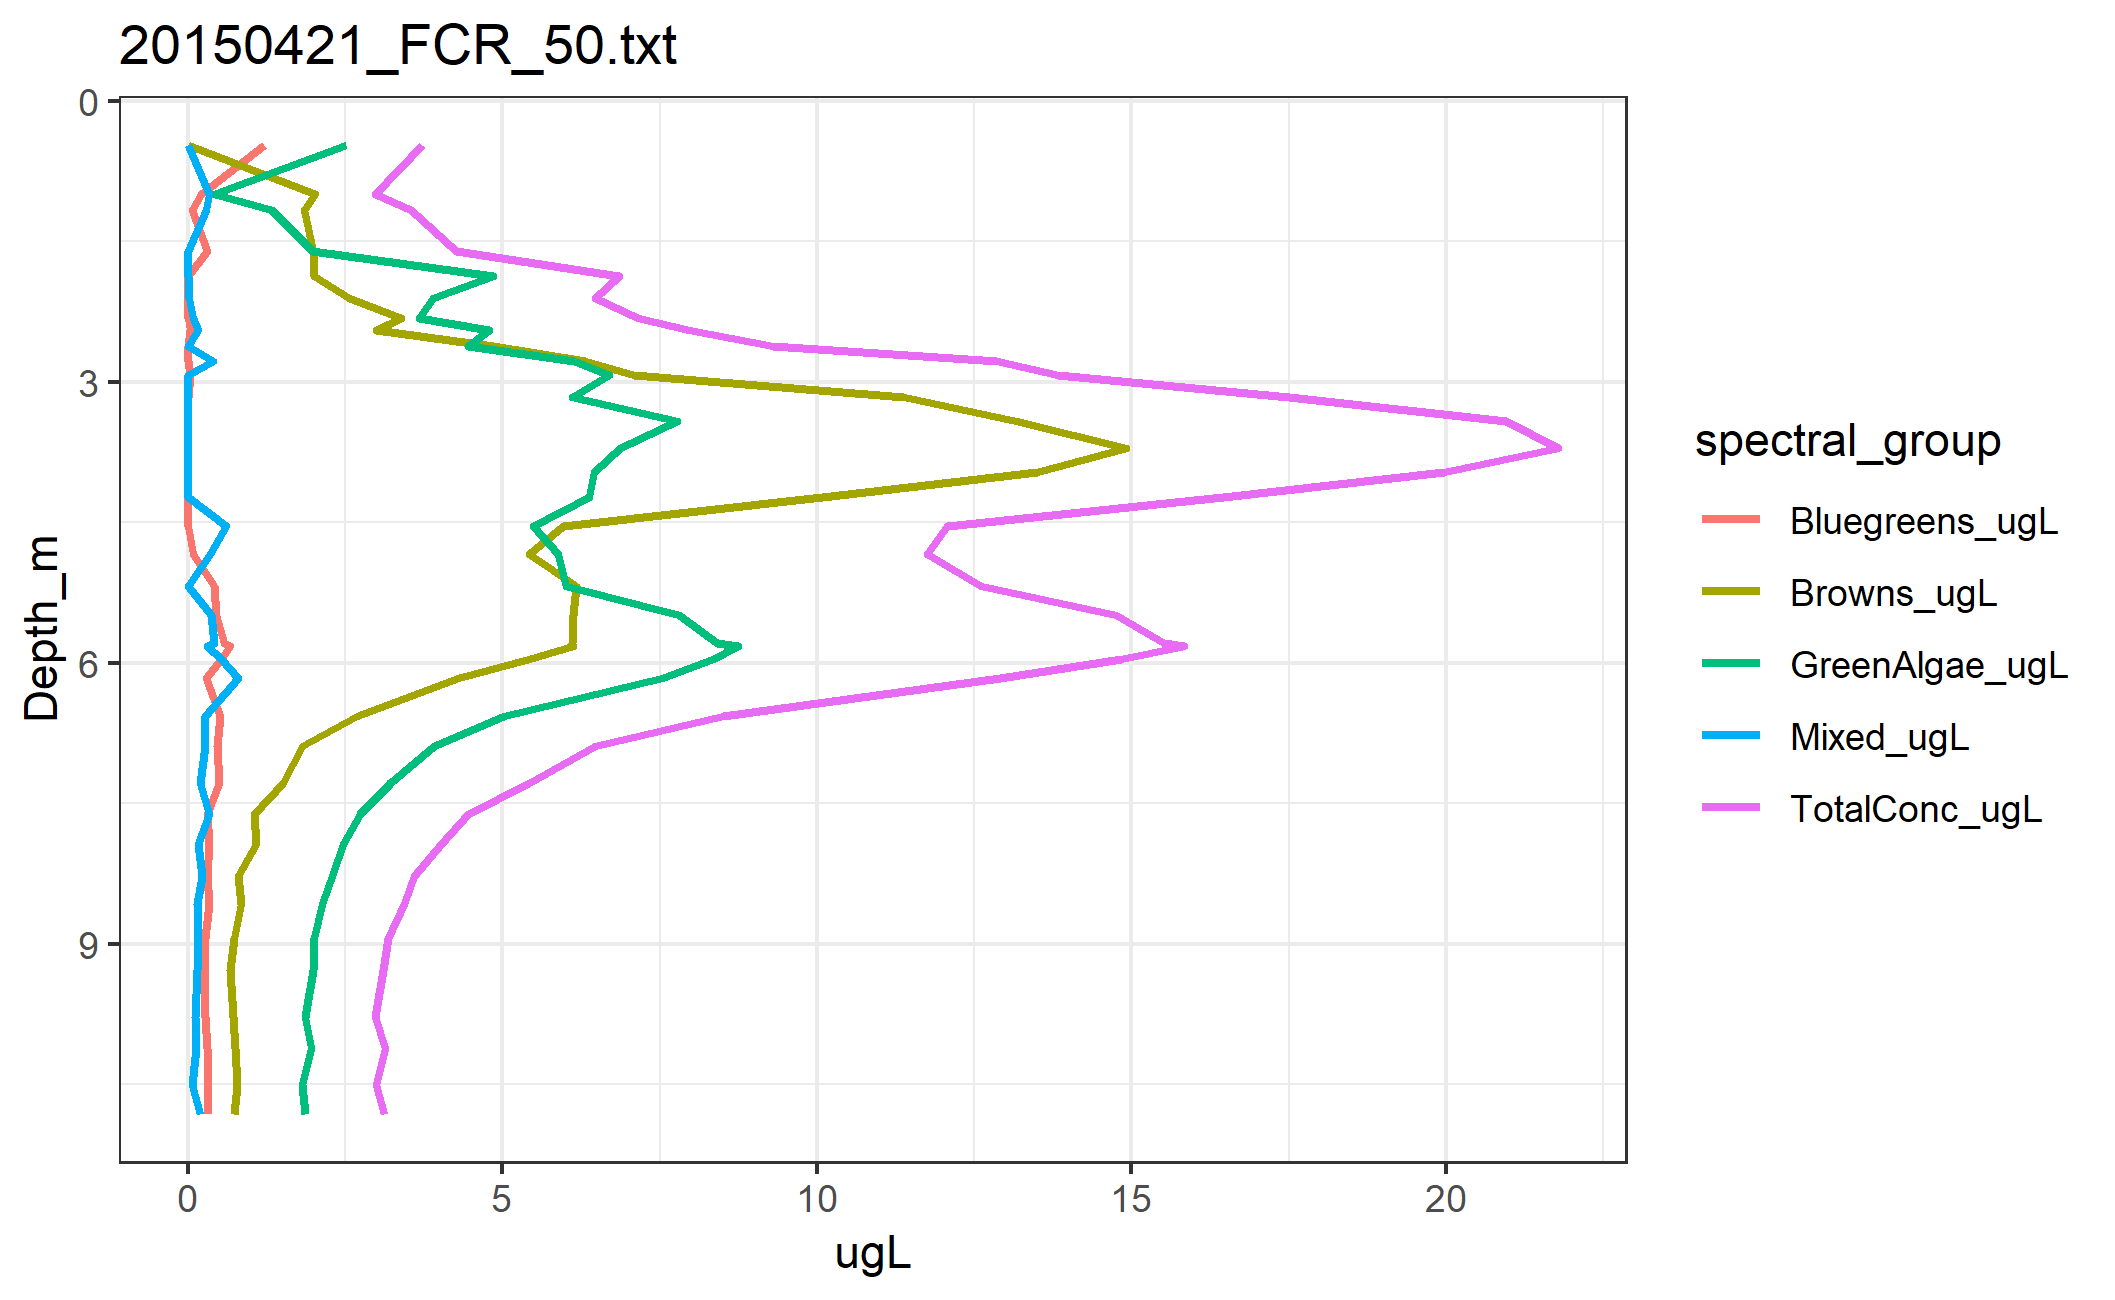 20150421_FCR_50.txt
0
3
6
9
Depth_m
0 5 10 15 20
ugL
spectral_group
Bluegreens_ugL
Browns_ugL
GreenAlgae_ugL
Mixed_ugL
TotalConc_ugL